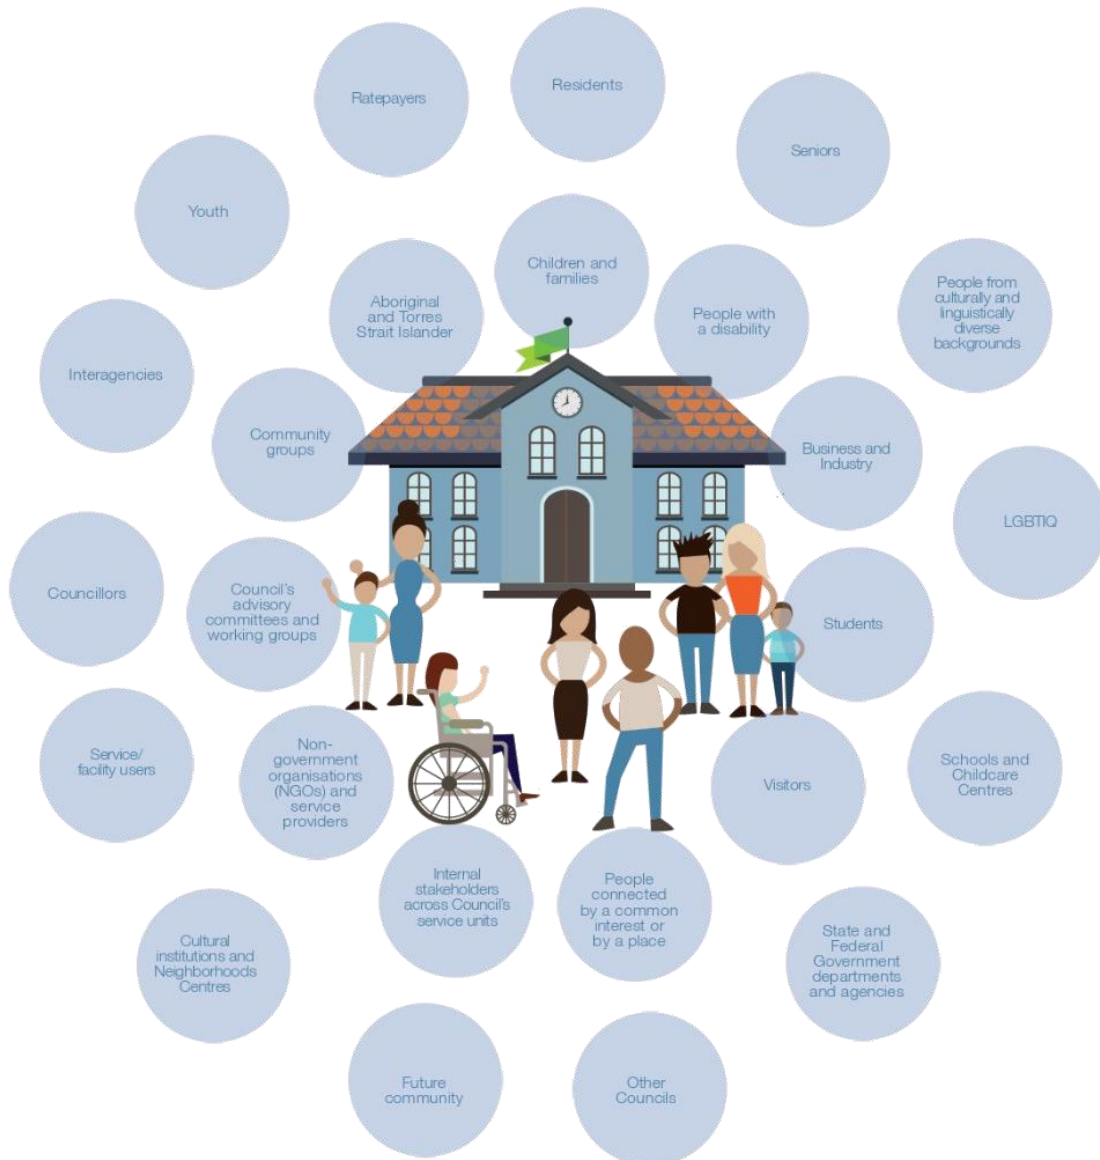 Ratepayers
Residents
Seniors
Youth
Children and
families
Aboriginal
and Torres
Strait Islander
People with
a disability
People from
culturally and
linguistically
diverse
backgrounds
Interagencies
Community
groups
Business and
Industry
LGBTIQ
Councillors
Council's
advisory
committees and
working groups
Students
Service/
facility users
Non-
government
organisations
(NGOs) and
service
providers
Visitors
Schools and
Childcare
Centres
Internal
stakeholders
across Council's
service units
People
connected
by a common
interest or
by a place
Cultural
institutions and
Neighborhoods
Centres
State and
Federal
Government
departments
and agencies
Future
community
Other
Councils